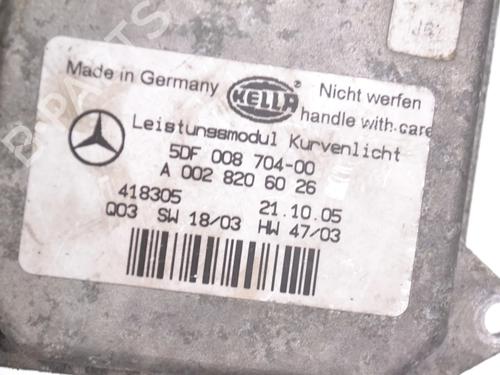 Made in Germany
HELLA
®
Nicht werfen
handle with care
Leistungsmodul Kurvenlicht
5DF 008 704-00
A 002 820 60 26
418305 21.10.05
Q03 SW 18/03 HW 47/03
B-PARTS